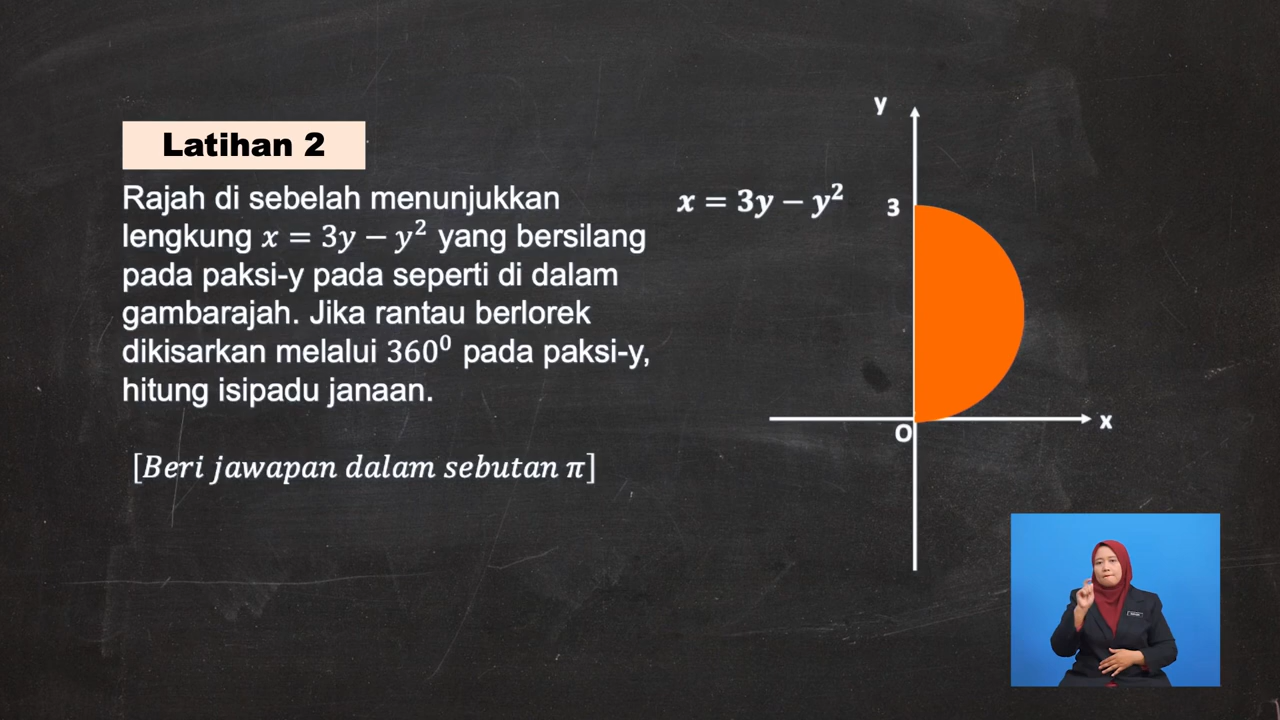 Latihan 2
Rajah di sebelah menunjukkan
lengkung x = 3y − y² yang bersilang
pada paksi-y pada seperti di dalam
gambarajah. Jika rantau berlorek
dikisarkan melalui 360⁰ pada paksi-y,
hitung isipadu janaan.
[Beri jawapan dalam sebutan π]
x = 3y − y²
y
3
O
x